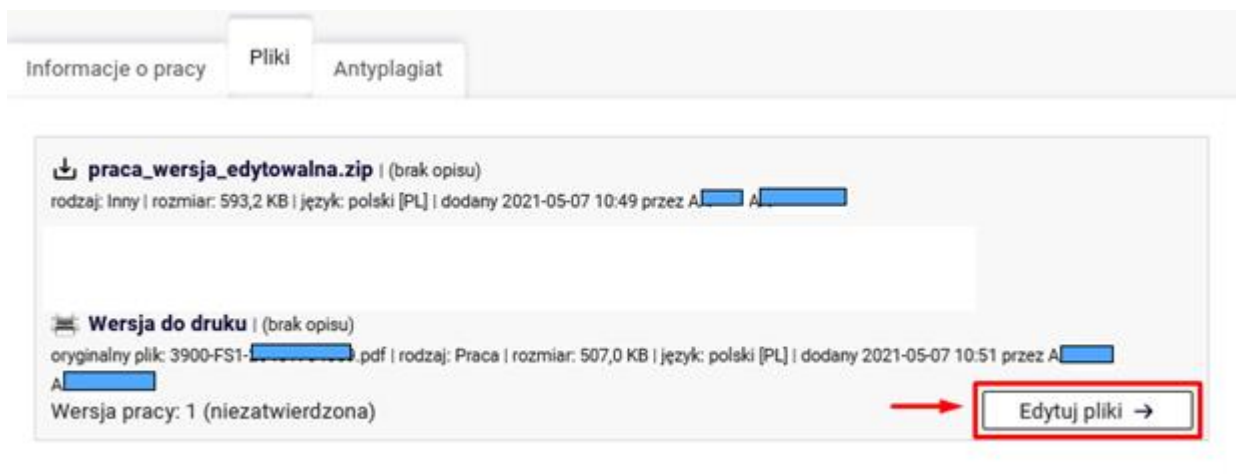 Informacje o pracy
Pliki
Antyplagiat
praca_wersja_edytowalna.zip | (brak opisu)
rodzaj: Inny | rozmiar: 593,2 KB | język: polski [PL] | dodany 2021-05-07 10:49 przez A A
Wersja do druku | (brak opisu)
oryginalny plik: 3900-FS1- .pdf | rodzaj: Praca | rozmiar: 507,0 KB | język: polski [PL] | dodany 2021-05-07 10:51 przez A
A
Wersja pracy: 1 (niezatwierdzona)
Edytuj pliki →